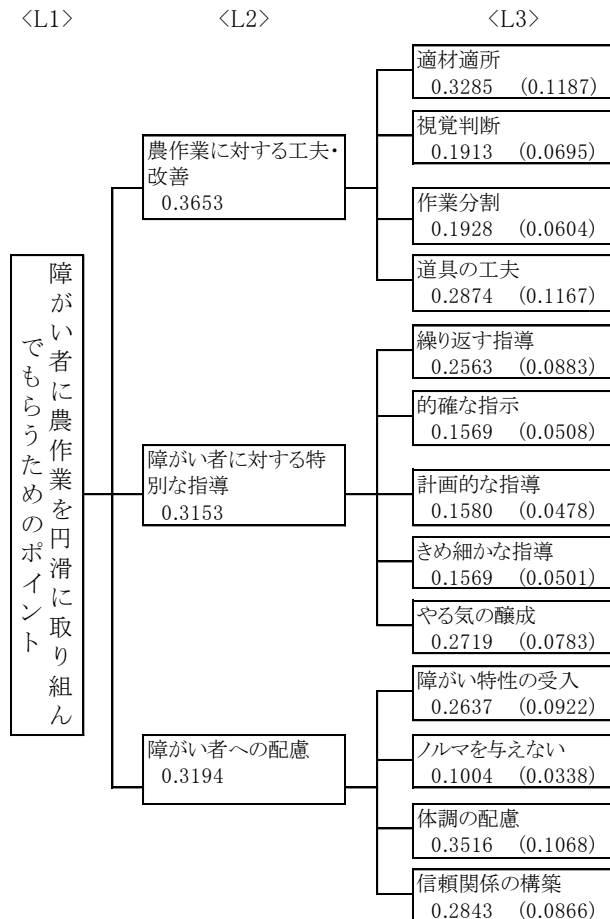 <L1>
<L2>
<L3>
障がい者に農作業を円滑に取り組ん
でもらうためのポイント
農作業に対する工夫・
改善
0.3653
適材適所
0.3285 (0.1187)
視覚判断
0.1913 (0.0695)
作業分割
0.1928 (0.0604)
道具の工夫
0.2874 (0.1167)
障がい者に対する特
別な指導
0.3153
繰り返す指導
0.2563 (0.0883)
的確な指示
0.1569 (0.0508)
計画的な指導
0.1580 (0.0478)
きめ細かな指導
0.1569 (0.0501)
やる気の醸成
0.2719 (0.0783)
障がい者への配慮
0.3194
障がい特性の受入
0.2637 (0.0922)
ノルマを与えない
0.1004 (0.0338)
体調の配慮
0.3516 (0.1068)
信頼関係の構築
0.2843 (0.0866)